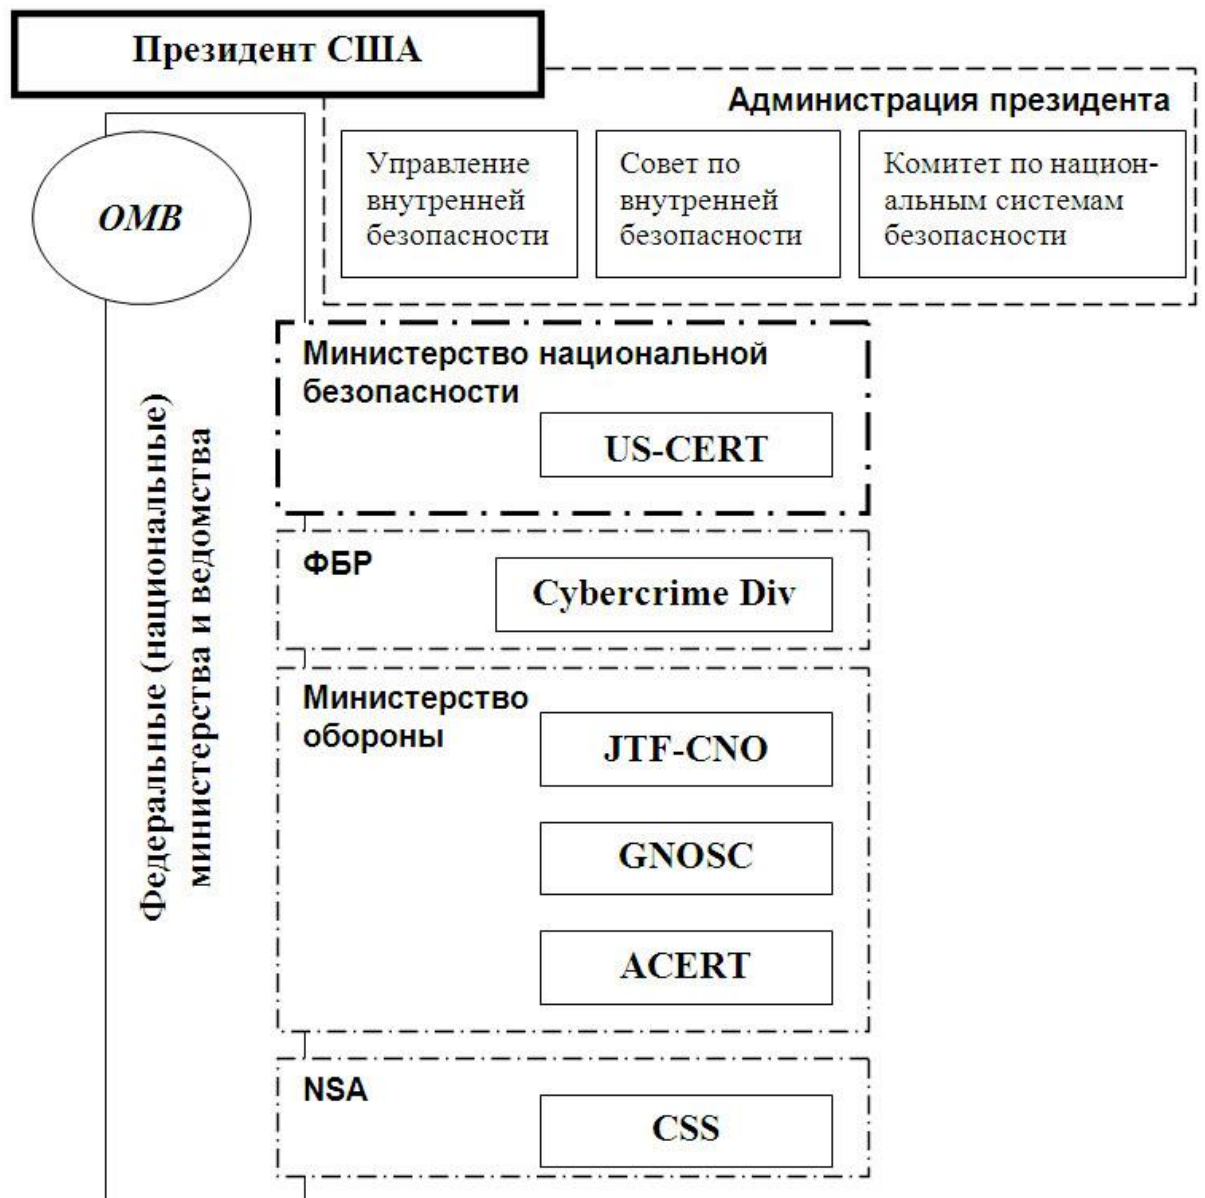 Президент США
Администрация президента
Управление
внутренней
безопасности
Совет по
внутренней
безопасности
Комитет по национ-
альным системам
безопасности
OMB
Федеральные (национальные)
министерства и ведомства
Министерство национальной
безопасности
US-CERT
ФБР
Cybercrime Div
Министерство
обороны
JTF-CNO
GNOSC
ACERT
NSA
CSS